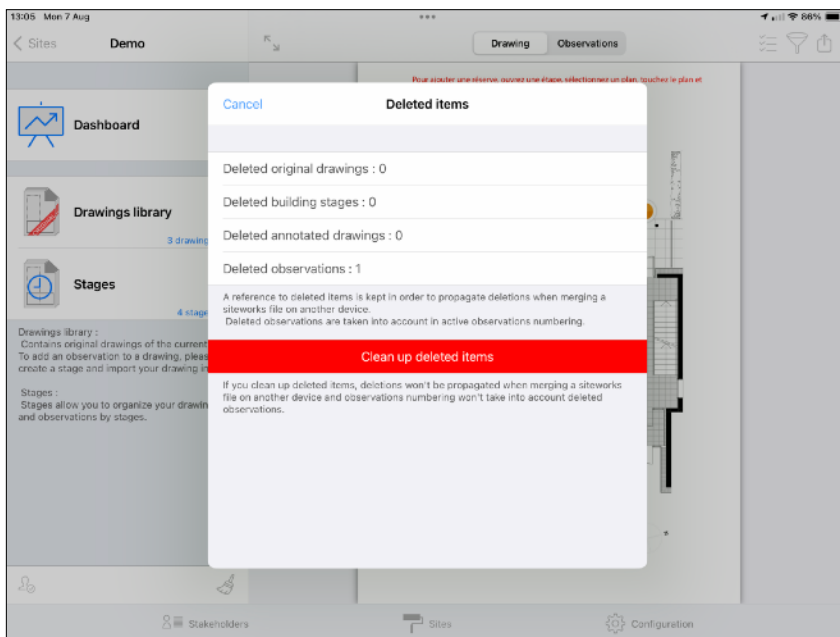 13:05 Mon 7 Aug
86%
Sites
Demo
Drawing
Observations
Pour ajouter une réserve, ouvrez une étape, sélectionnez un plan, touchez le plan et
Cancel
Deleted items
Dashboard
Deleted original drawings : 0
Deleted building stages : 0
Drawings library
Deleted annotated drawings : 0
3 drawing
Deleted observations : 1
Stages
4 stage
A reference to deleted items is kept in order to propagate deletions when merging a
siteworks file on another device.
Deleted observations are taken into account in active observations numbering.
Drawings library :
Contains original drawings of the current
To add an observation to a drawing, pleas
create a stage and import your drawing in
Clean up deleted items
Stages :
Stages allow you to organize your drawin
and observations by stages.
If you clean up deleted items, deletions won't be propagated when merging a siteworks
file on another device and observations numbering won't take into account deleted
observations.
Stakeholders
Sites
Configuration